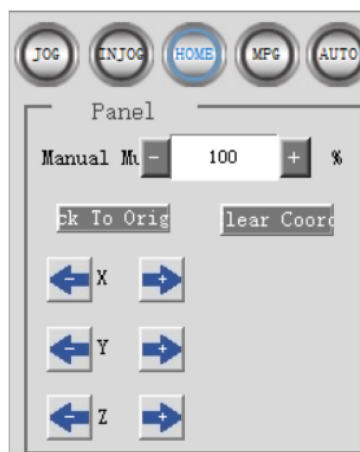 JOG INJOG HOME MPG AUTO
Panel
Manual Mu - 100 + %
ck To Orig lear Coord
- X +
- Y +
- Z +